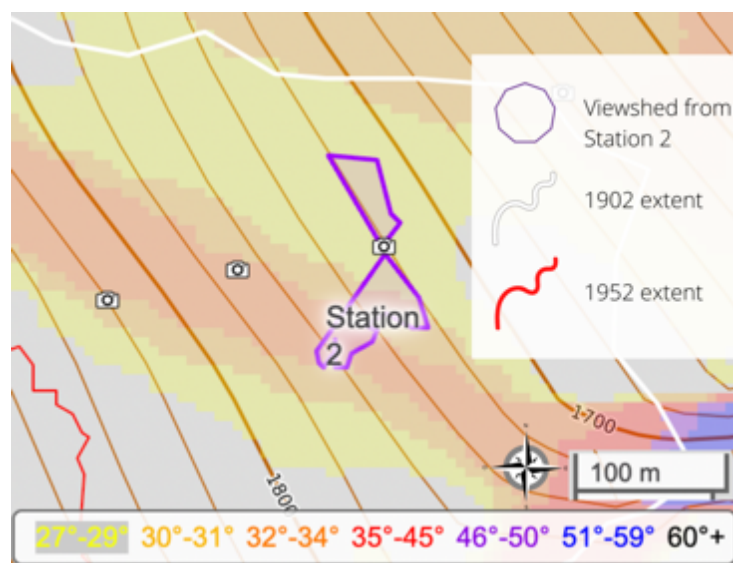 Viewshed from
Station 2
1902 extent
1952 extent
Station
2
1700
1800
100 m
27°-29° 30°-31° 32°-34° 35°-45° 46°-50° 51°-59° 60°+